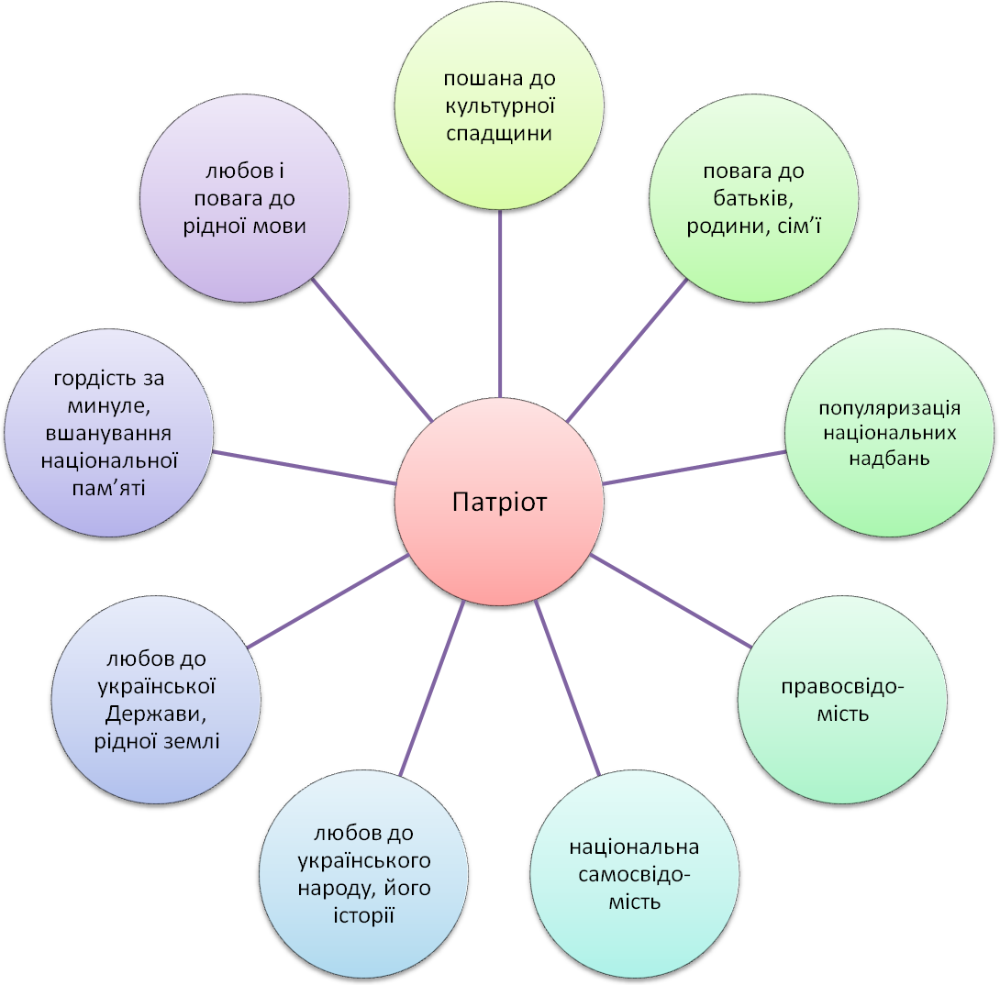 пошана до
культурної
спадщини
повага до
батьків,
родини, сім’ї
популяризація
національних
надбань
правосвідо-
мість
національна
самосвідо-
мість
любов до
українського
народу, його
історії
любов до
української
Держави,
рідної землі
гордість за
минуле,
вшанування
національної
пам’яті
любов і
повага до
рідної мови
Патріот